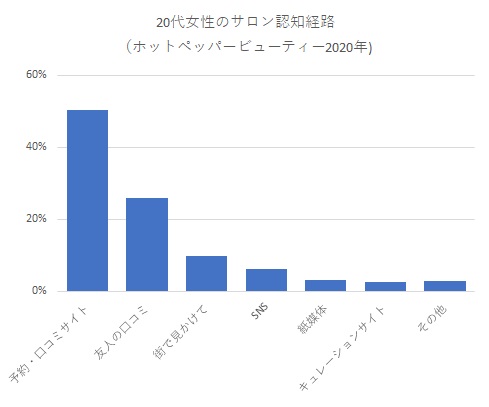 20代女性のサロン認知経路
（ホットペッパービューティー2020年)
60%
40%
20%
0%
予約・口コミサイト
友人の口コミ
街で見かけて
SNS
紙媒体
キュレーションサイト
その他